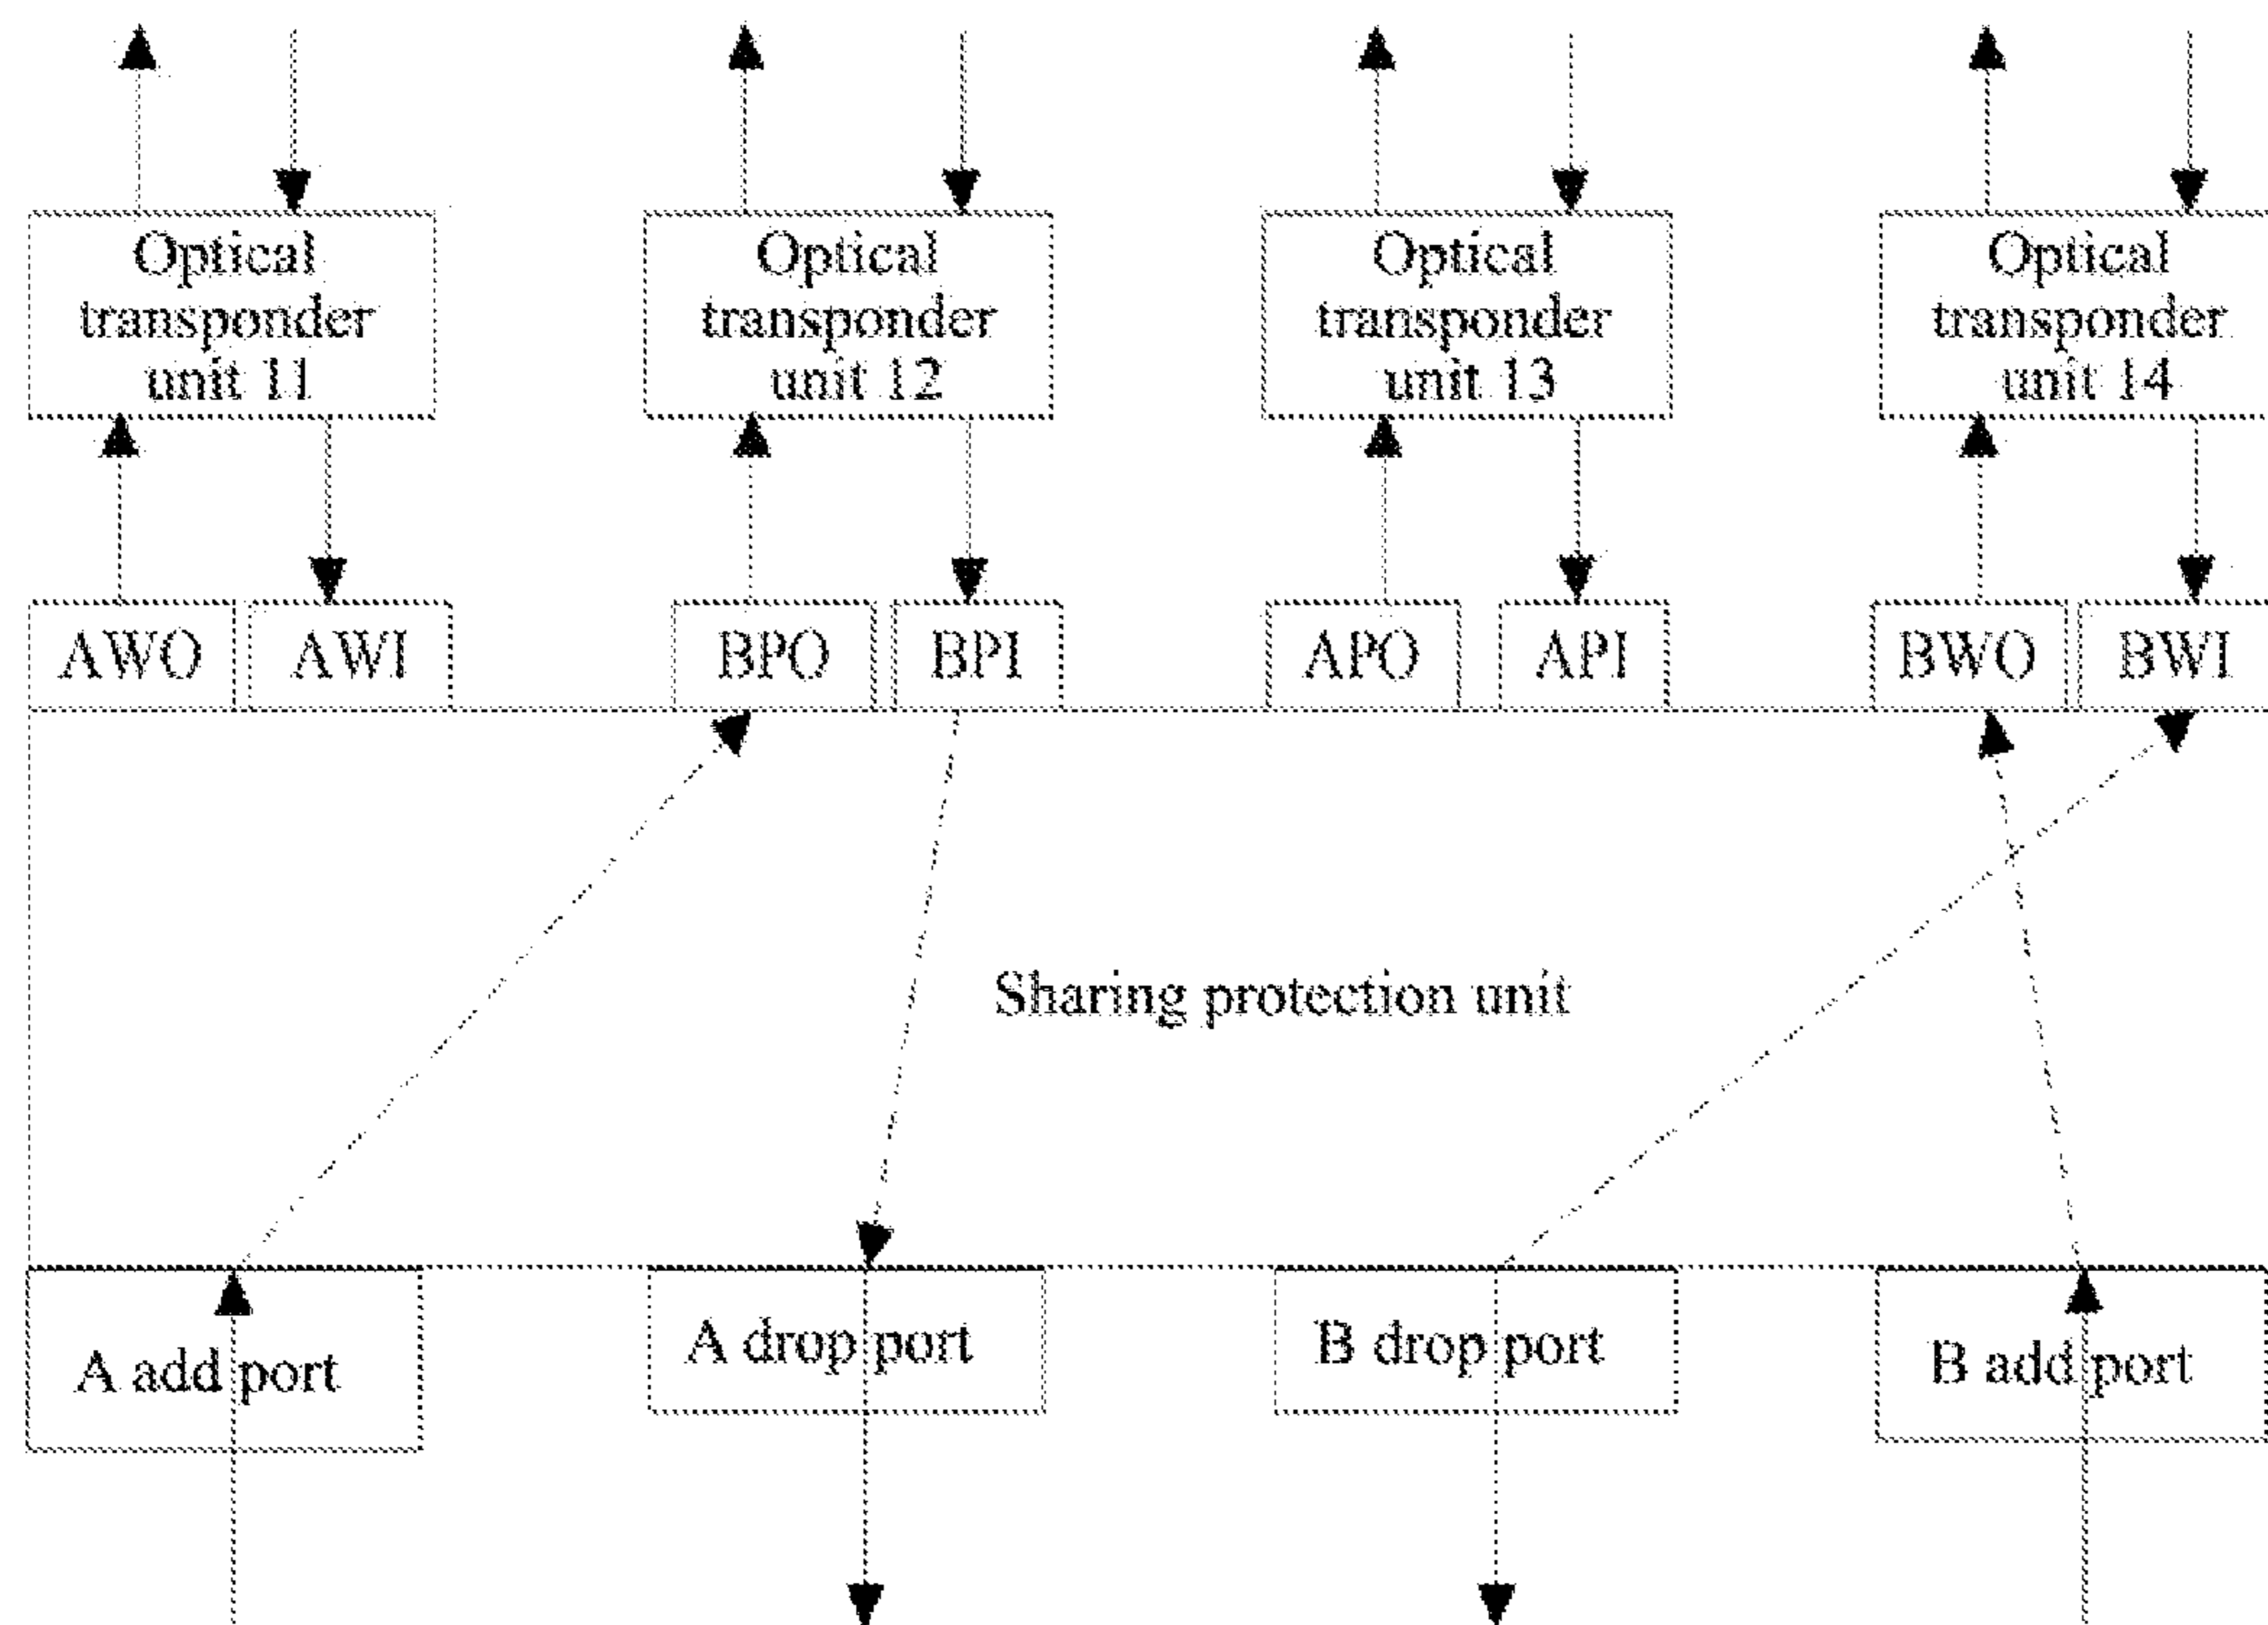 Optical
transponder
unit 11
Optical
transponder
unit 12
Optical
transponder
unit 13
Optical
transponder
unit 14
AWO
AWI
BPO
BPI
APO
API
BWO
BWI
Sharing protection unit
A add port
A drop port
B drop port
B add port